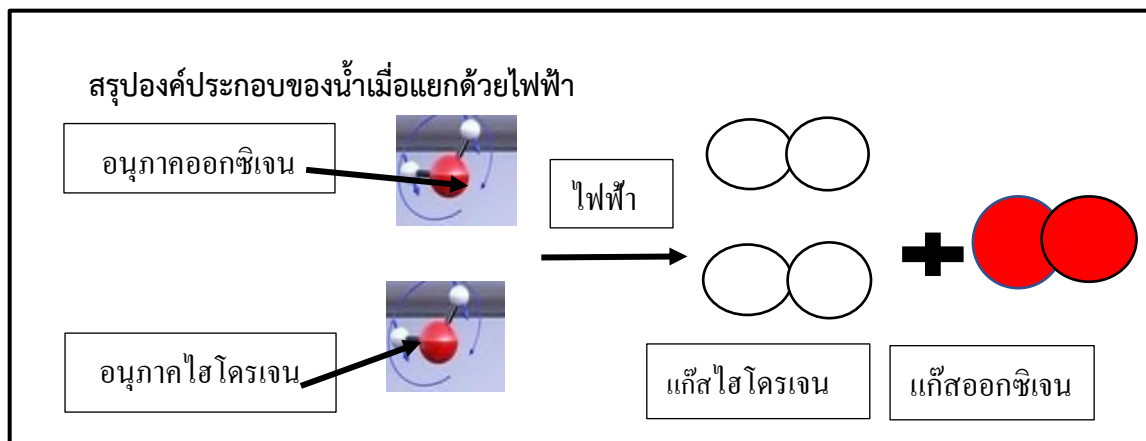 สรุปองค์ประกอบของน้ำเมื่อแยกด้วยไฟฟ้า
อนุภาคออกซิเจน
ไฟฟ้า
อนุภาคไฮโดรเจน
แก๊สไฮโดรเจน
แก๊สออกซิเจน